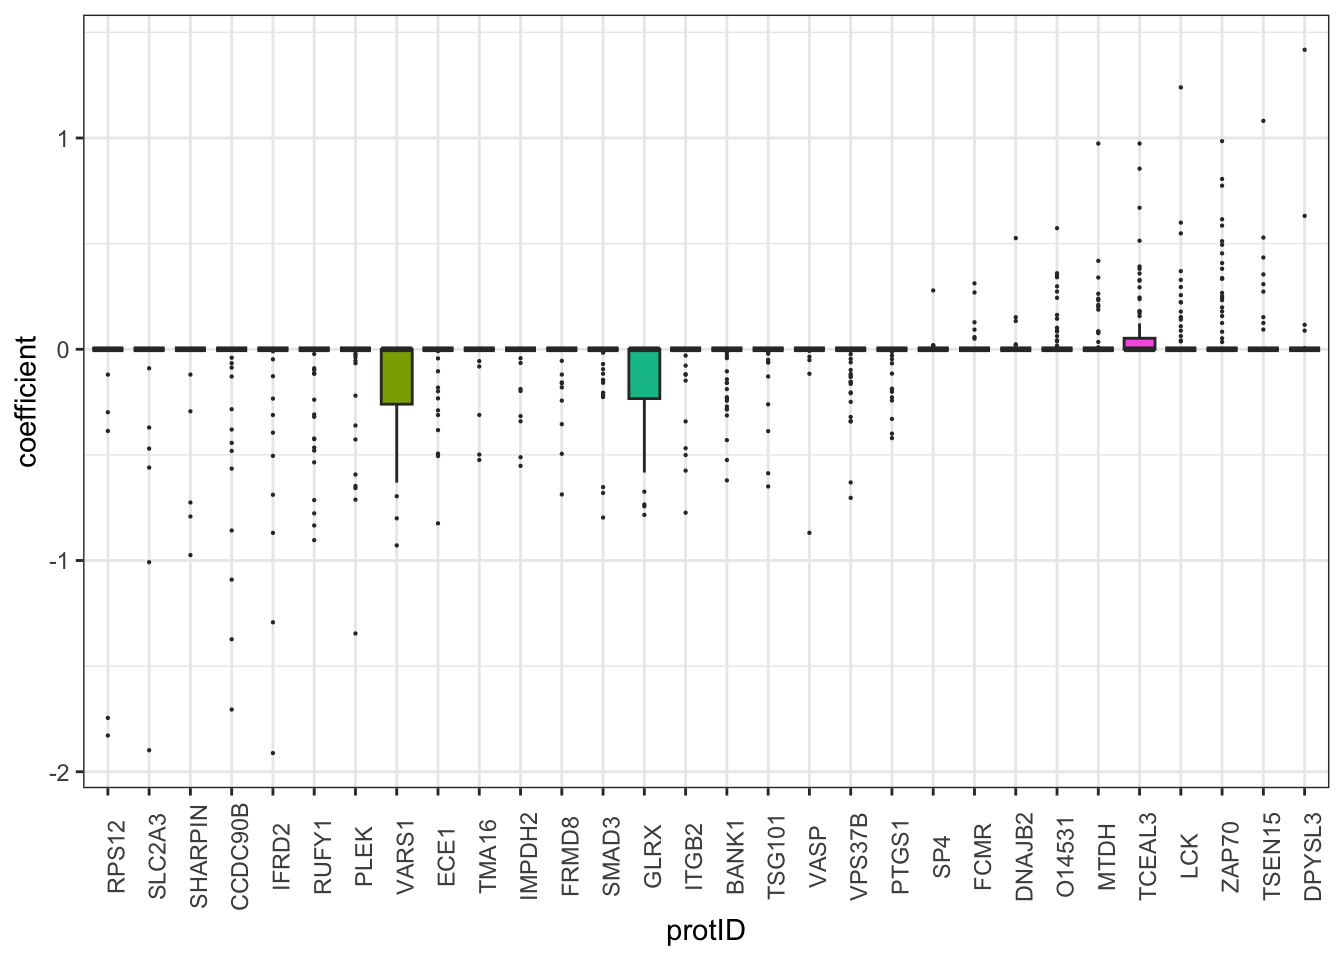 coefficient
1
0
-1
-2
RPS12
SLC2A3
SHARPIN
CCDC90B
IFRD2
RUFY1
PLEK
VARS1
ECE1
TMA16
IMPDH2
FRMD8
SMAD3
GLRX
ITGB2
BANK1
TSG101
VASP
VPS37B
PTGS1
SP4
FCMR
DNAJB2
O14531
MTDH
TCEAL3
LCK
ZAP70
TSEN15
DPYSL3
protID